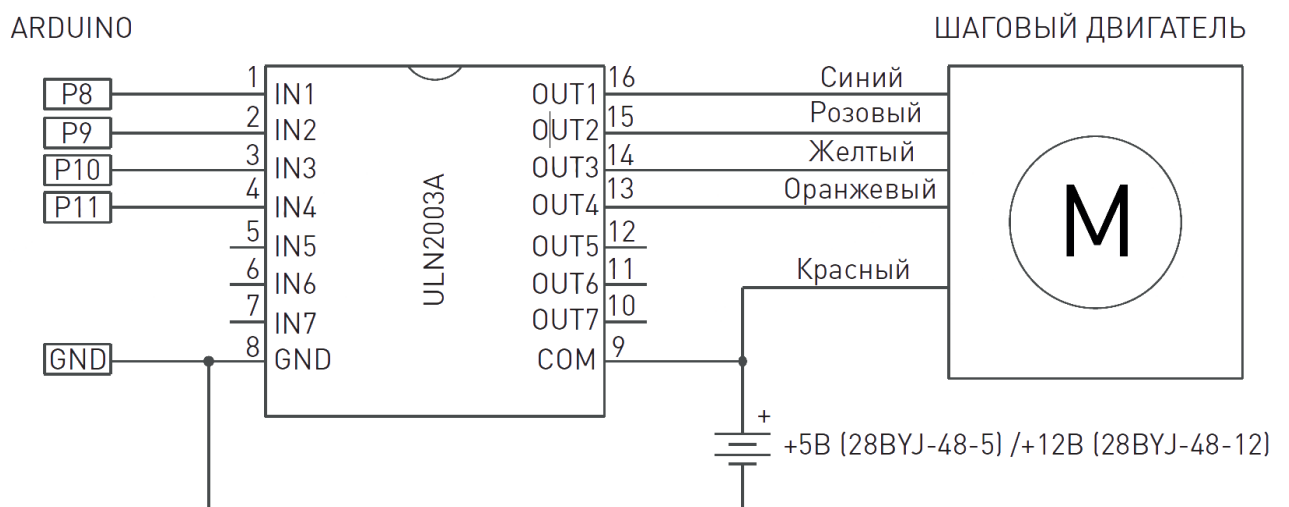 ARDUINO
ШАГОВЫЙ ДВИГАТЕЛЬ
P8 1 IN1 OUT1 16 Синий
P9 2 IN2 OUT2 15 Розовый
P10 3 IN3 OUT3 14 Желтый
P11 4 IN4 OUT4 13 Оранжевый
5 IN5 OUT5 12
6 IN6 OUT6 11
7 IN7 OUT7 10
GND 8 GND COM 9
ULN2003A
Красный
M
+
+5В (28BYJ-48-5) /+12В (28BYJ-48-12)